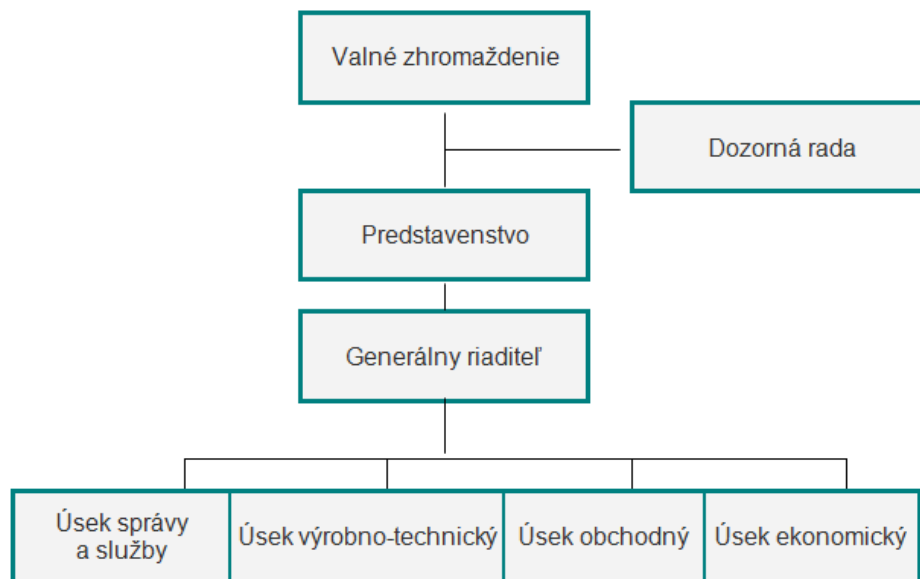 Valné zhromaždenie
Dozorná rada
Predstavenstvo
Generálny riaditeľ
Úsek správy
a služby
Úsek výrobno-technický
Úsek obchodný
Úsek ekonomický